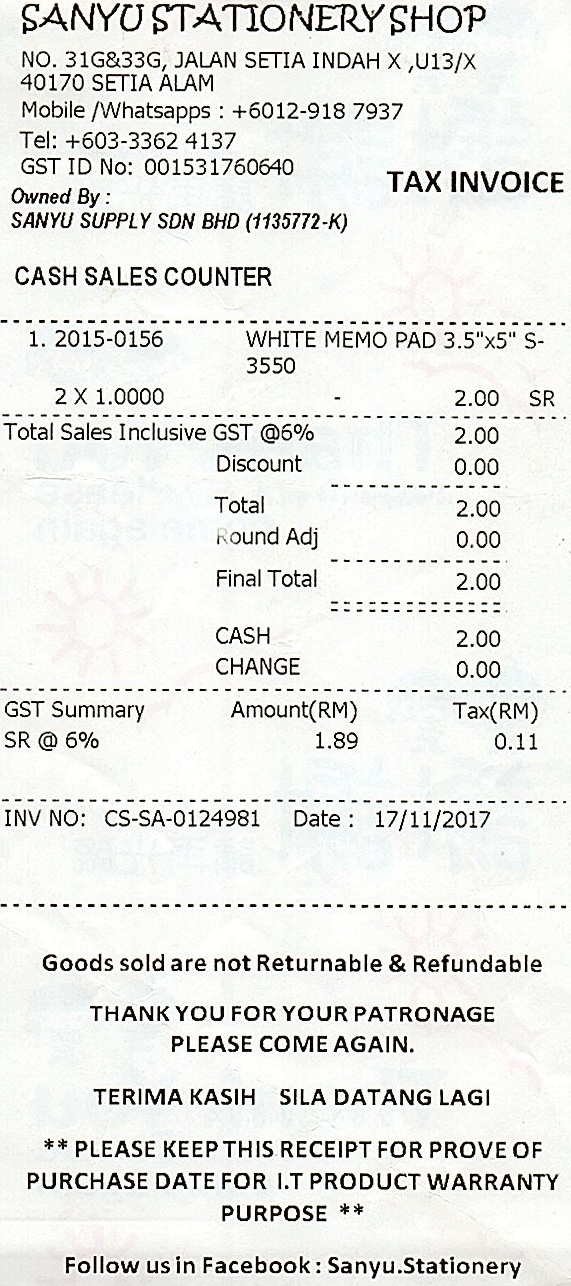 SANYU STATIONERY SHOP
NO. 31G&33G, JALAN SETIA INDAH X ,U13/X
40170 SETIA ALAM
Mobile /Whatsapps : +6012-918 7937
Tel: +603-3362 4137
GST ID No: 001531760640
TAX INVOICE
Owned By :
SANYU SUPPLY SDN BHD (1135772-K)
CASH SALES COUNTER
1. 2015-0156 WHITE MEMO PAD 3.5"x5" S-
3550
2 X 1.0000 - 2.00 SR
Total Sales Inclusive GST @6% 2.00
Discount 0.00
Total 2.00
Round Adj 0.00
Final Total 2.00
CASH 2.00
CHANGE 0.00
GST Summary Amount(RM) Tax(RM)
SR @ 6% 1.89 0.11
INV NO: CS-SA-0124981 Date : 17/11/2017
Goods sold are not Returnable & Refundable
THANK YOU FOR YOUR PATRONAGE
PLEASE COME AGAIN.
TERIMA KASIH SILA DATANG LAGI
** PLEASE KEEP THIS RECEIPT FOR PROVE OF
PURCHASE DATE FOR I.T PRODUCT WARRANTY
PURPOSE **
Follow us in Facebook : Sanyu.Stationery